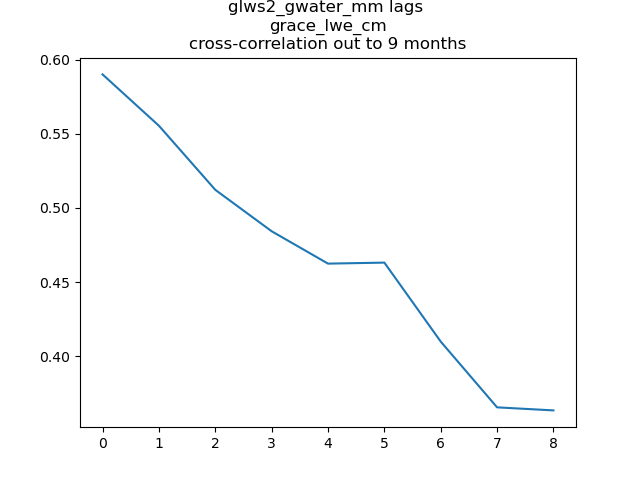 glws2_gwater_mm lags
grace_lwe_cm
cross-correlation out to 9 months
0.60
0.55
0.50
0.45
0.40
0 1 2 3 4 5 6 7 8